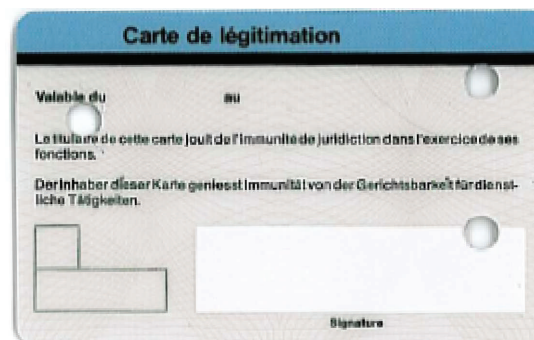 Carte de légitimation
Valable du au
Le titulaire de cette carte jouit de l'immunité de juridiction dans l'exercice de ses
fonctions.
Der Inhaber dieser Karte geniesst Immunität von der Gerichtsbarkeit für dienst-
liche Tätigkeiten.
Signature